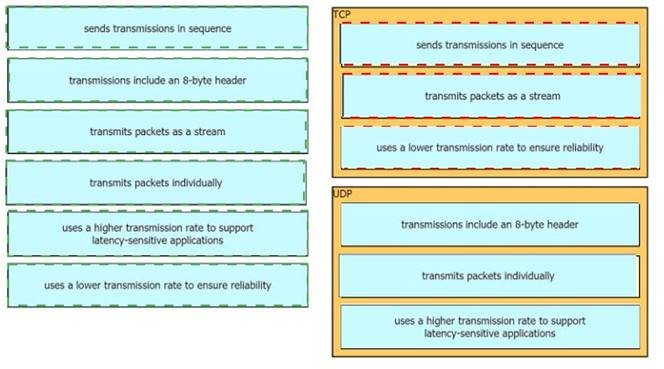 sends transmissions in sequence
transmissions include an 8-byte header
transmits packets as a stream
transmits packets individually
uses a higher transmission rate to support
latency-sensitive applications
uses a lower transmission rate to ensure reliability
TCP
sends transmissions in sequence
transmits packets as a stream
uses a lower transmission rate to ensure reliability
UDP
transmissions include an 8-byte header
transmits packets individually
uses a higher transmission rate to support
latency-sensitive applications